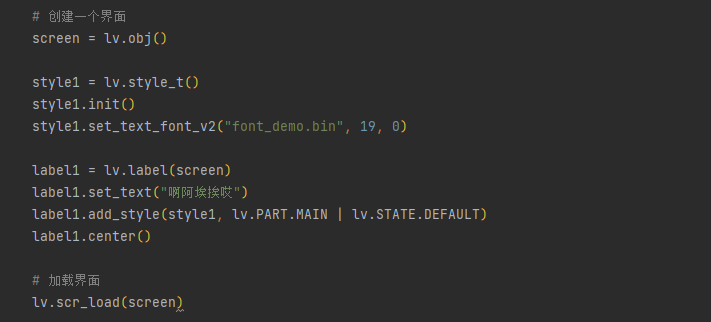 # 创建一个界面
screen = lv.obj()
style1 = lv.style_t()
style1.init()
style1.set_text_font_v2("font_demo.bin", 19, 0)
label1 = lv.label(screen)
label1.set_text("啊阿埃挨哎")
label1.add_style(style1, lv.PART.MAIN | lv.STATE.DEFAULT)
label1.center()
# 加载界面
lv.scr_load(screen)